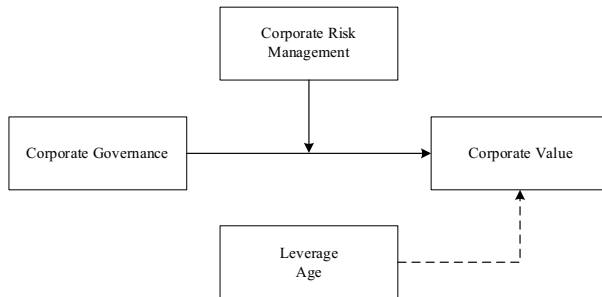 Corporate Risk
Management
Corporate Governance
Corporate Value
Leverage
Age